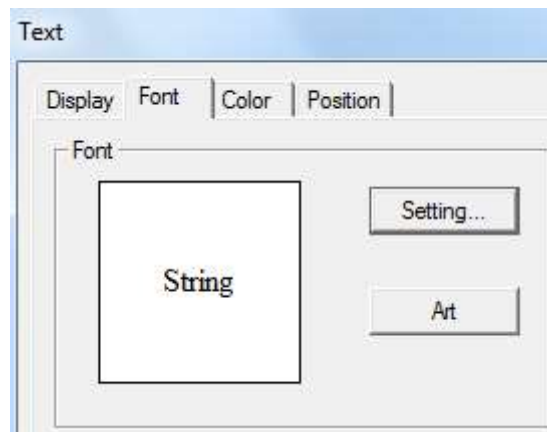 Text
Display Font Color Position
Font
Setting...
String
Art